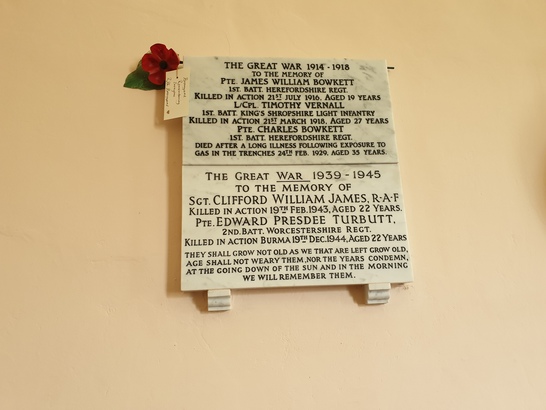 THE GREAT WAR 1914-1918
TO THE MEMORY OF
PTE. JAMES WILLIAM BOWKETT
1ST. BATT. HEREFORDSHIRE REGT.
KILLED IN ACTION 21ST JULY 1916, AGED 19 YEARS
L/CPL. TIMOTHY VERNALL
1ST. BATT. KING'S SHROPSHIRE LIGHT INFANTRY
KILLED IN ACTION 21ST MARCH 1918, AGED 27 YEARS
PTE. CHARLES BOWKETT
1ST. BATT. HEREFORDSHIRE REGT.
DIED AFTER A LONG ILLNESS FOLLOWING EXPOSURE TO
GAS IN THE TRENCHES 24TH FEB. 1929, AGED 35 YEARS.
THE GREAT WAR 1939-1945
TO THE MEMORY OF
SGT. CLIFFORD WILLIAM JAMES, R·A·F
KILLED IN ACTION 19TH FEB. 1943, AGED 22 YEARS.
PTE. EDWARD PRESDEE TURBUTT.
2ND. BATT. WORCESTERSHIRE REGT.
KILLED IN ACTION BURMA 19TH DEC. 1944, AGED 22 YEARS
THEY SHALL GROW NOT OLD AS WE THAT ARE LEFT GROW OLD,
AGE SHALL NOT WEARY THEM, NOR THE YEARS CONDEMN,
AT THE GOING DOWN OF THE SUN AND IN THE MORNING
WE WILL REMEMBER THEM.